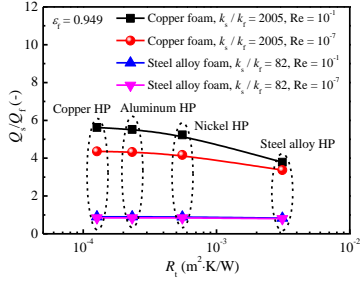 ε_f = 0.949
Copper foam, k_s / k_f = 2005, Re = 10^-1
Copper foam, k_s / k_f = 2005, Re = 10^-7
Steel alloy foam, k_s / k_f = 82, Re = 10^-1
Steel alloy foam, k_s / k_f = 82, Re = 10^-7
Copper HP
Aluminum HP
Nickel HP
Steel alloy HP
Q_s/Q_f (-)
12
10
8
6
4
2
0
10^-4
10^-3
10^-2
R_t (m^2·K/W)